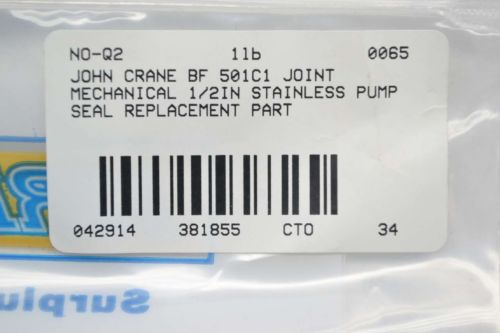 NO-Q2 1lb 0065
JOHN CRANE BF 501C1 JOINT
MECHANICAL 1/2IN STAINLESS PUMP
SEAL REPLACEMENT PART
042914 381855 CTO 34
Surplu